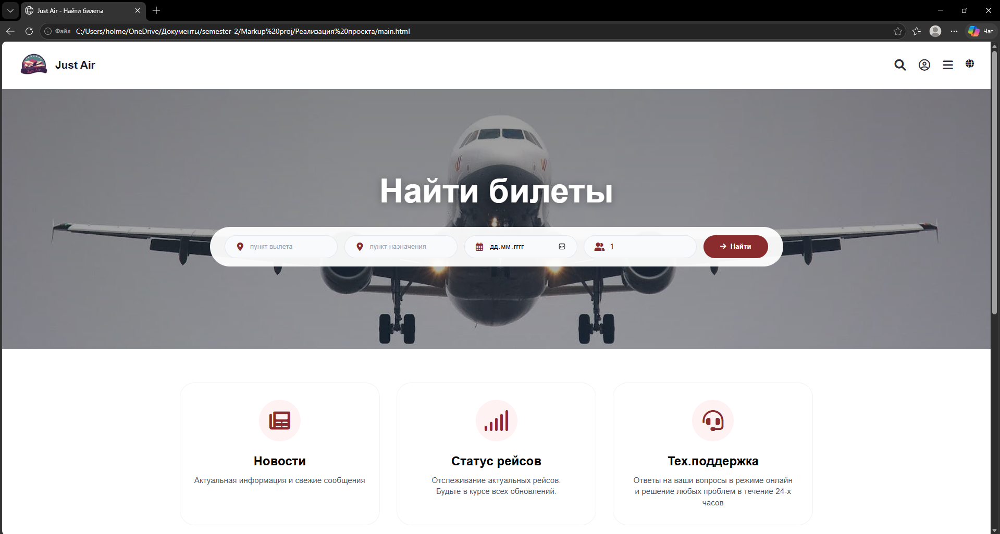 Just Air - Найти билеты
Файл C:/Users/holme/OneDrive/Документы/semester-2/Markup%20proj/Реализация%20проекта/main.html
Чат
Just Air
Just Air
Найти билеты
пункт вылета
пункт назначения
дд.мм.гггг
1
Найти
Новости
Актуальная информация и свежие сообщения
Статус рейсов
Отслеживание актуальных рейсов.
Будьте в курсе всех обновлений.
Тех.поддержка
Ответы на ваши вопросы в режиме онлайн
и решение любых проблем в течение 24-х
часов